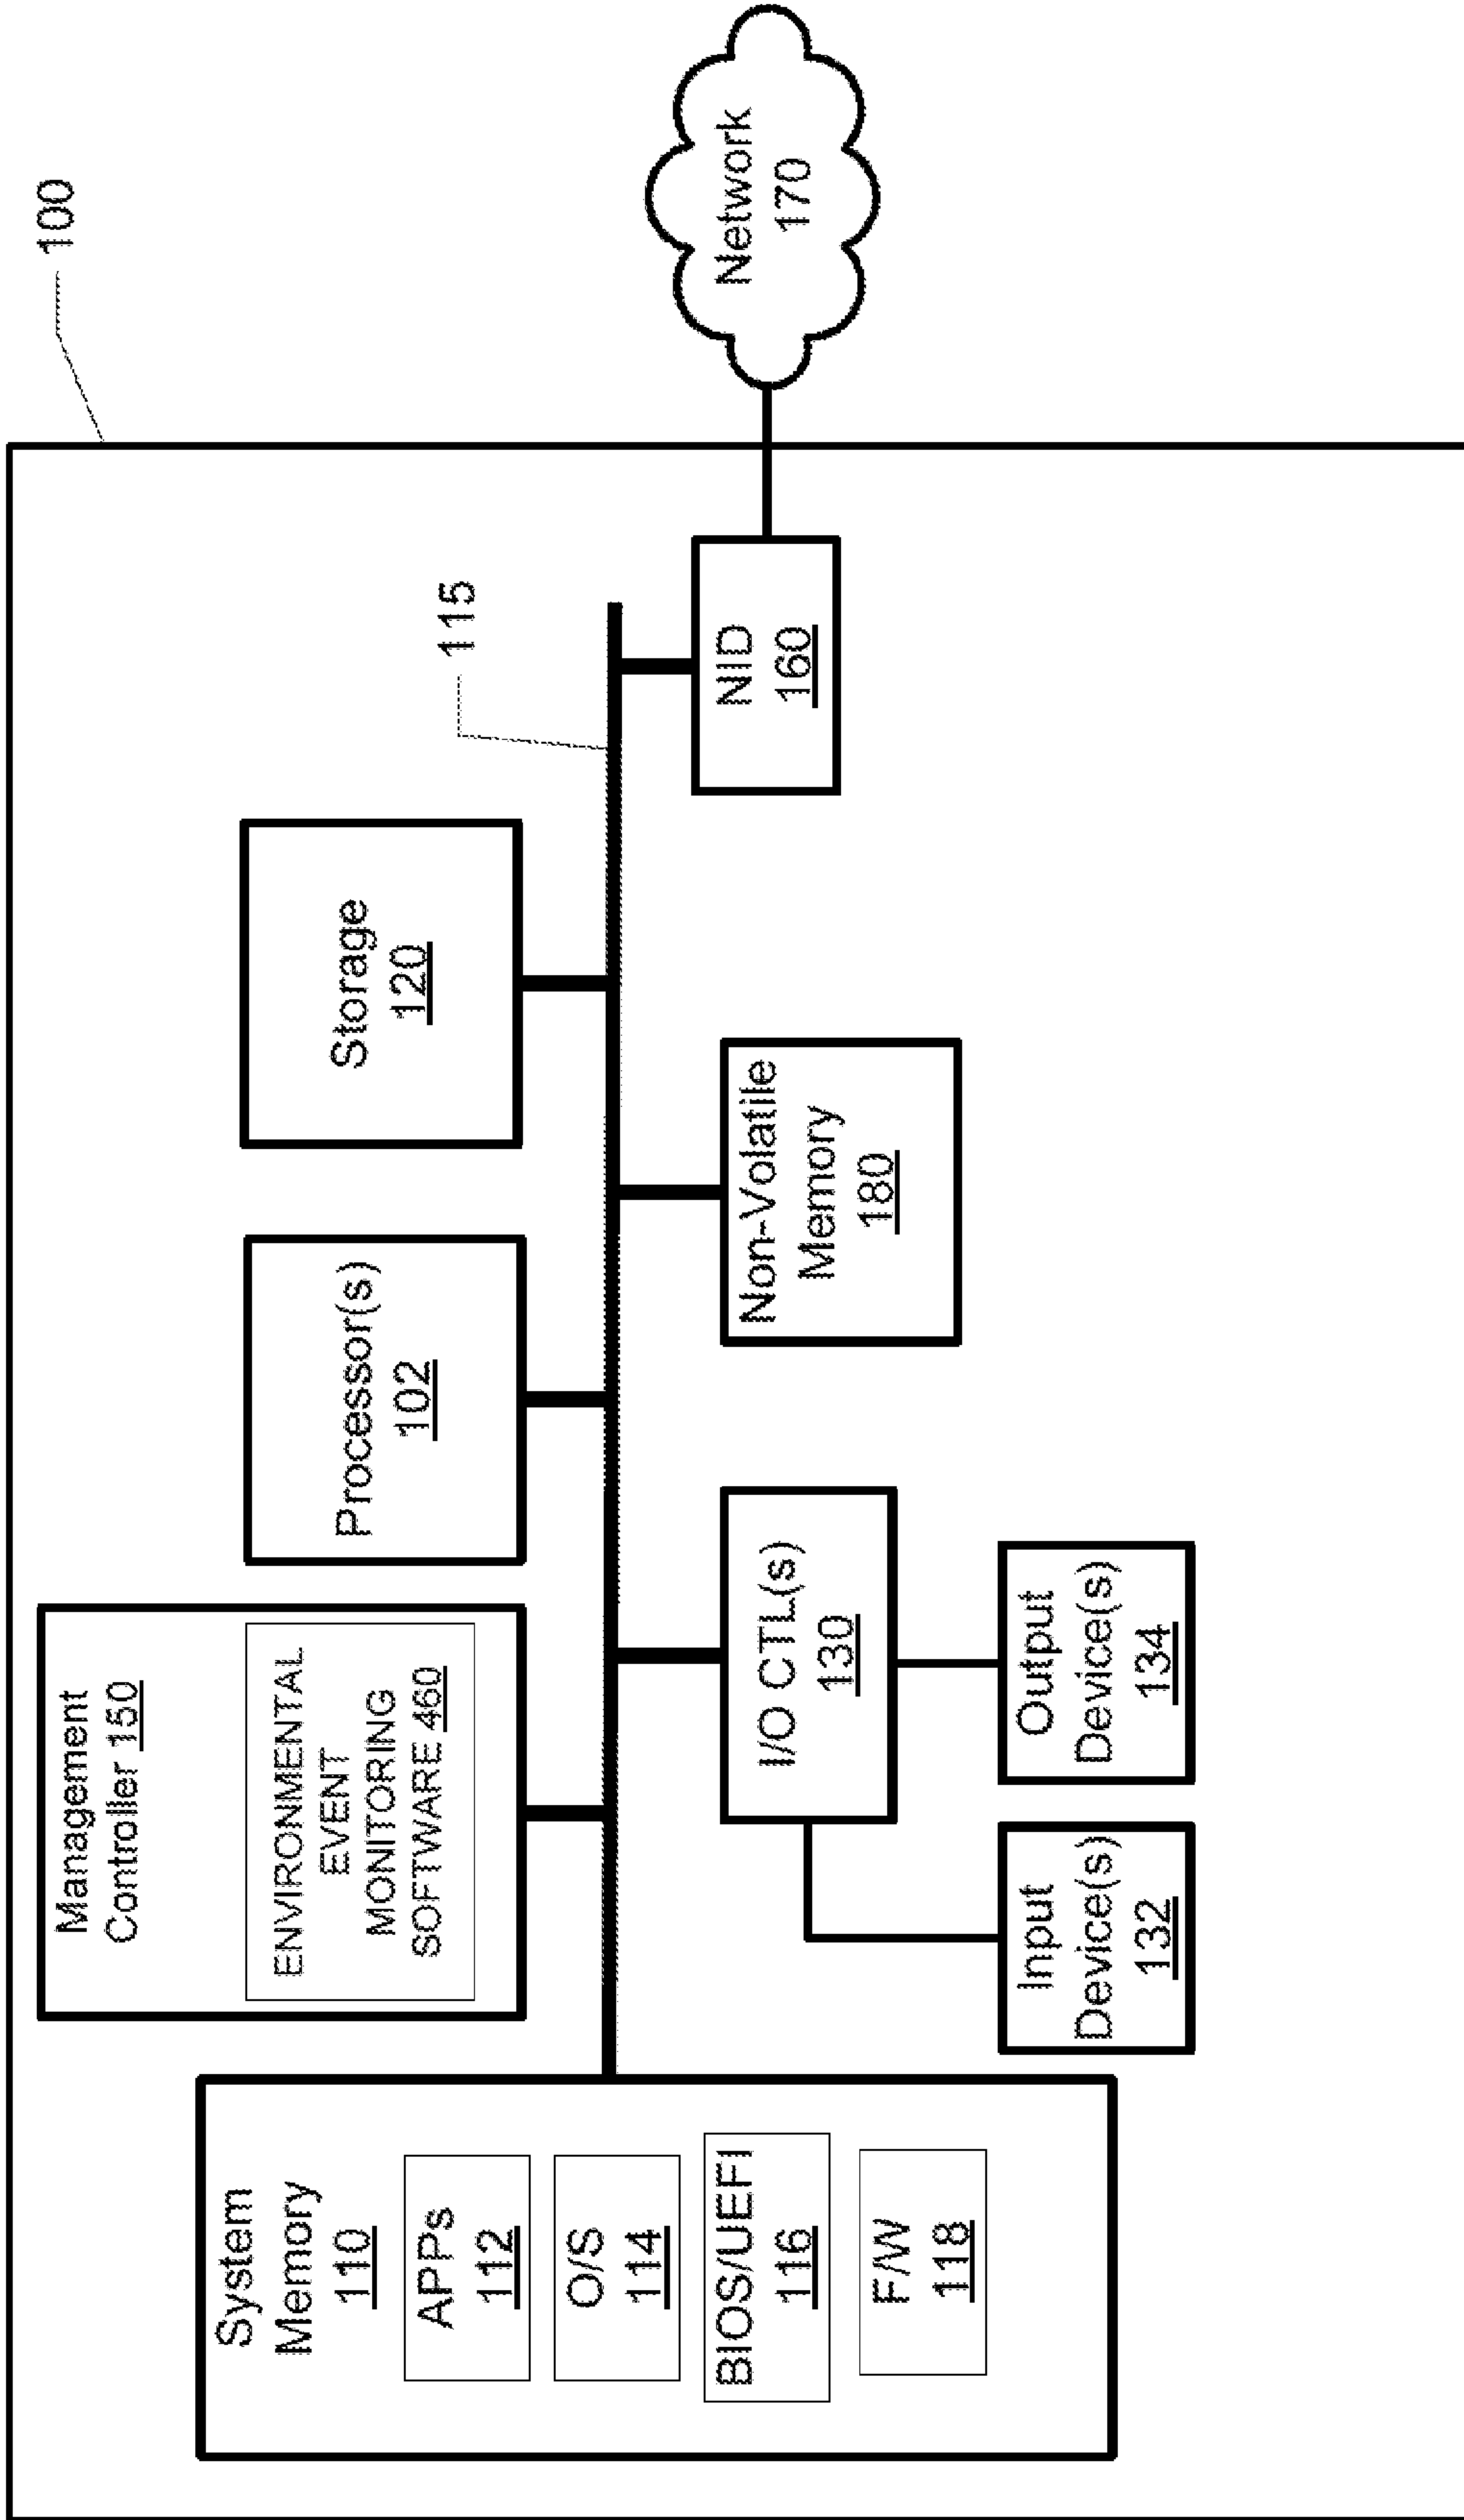 100
Management
Controller 150
ENVIRONMENTAL
EVENT
MONITORING
SOFTWARE 460
Processor(s)
102
Storage
120
115
System
Memory
110
APPs
112
O/S
114
BIOS/UEFI
116
F/W
118
I/O CTL(s)
130
Non-Volatile
Memory
180
NID
160
Network
170
Input
Device(s)
132
Output
Device(s)
134